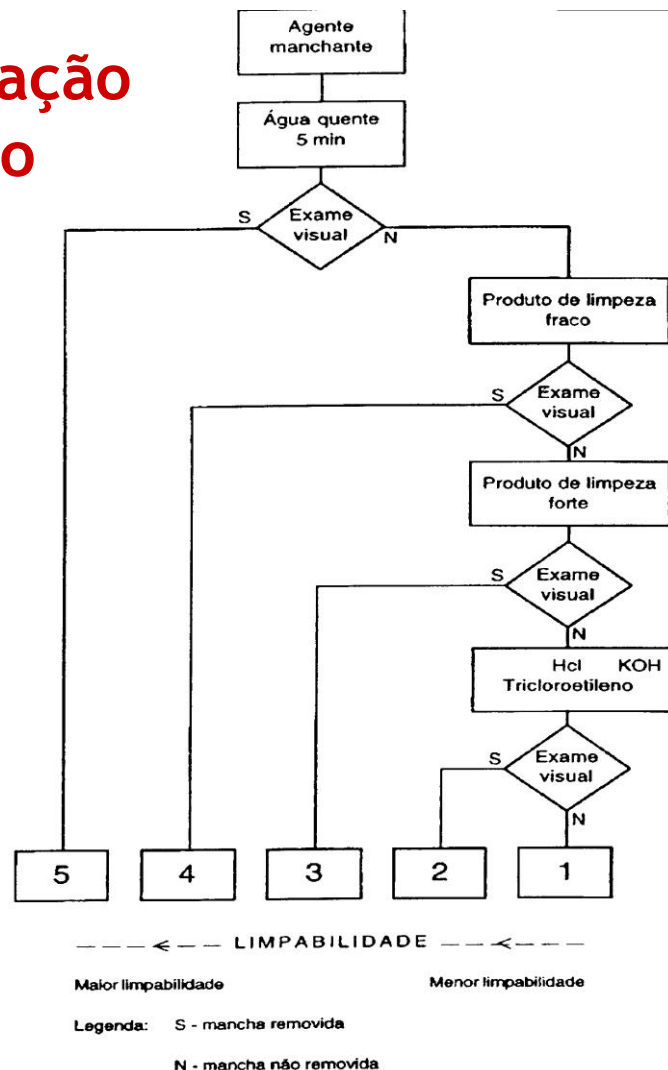 Agente
manchante
ação
o
Água quente
5 min
Exame
visual
S
N
Produto de limpeza
fraco
Exame
visual
S
N
Produto de limpeza
forte
Exame
visual
S
N
Hcl KOH
Tricloroetileno
Exame
visual
S
N
5
4
3
2
1
LIMPABILIDADE
Maior limpabilidade
Menor limpabilidade
Legenda: S - mancha removida
N - mancha não removida